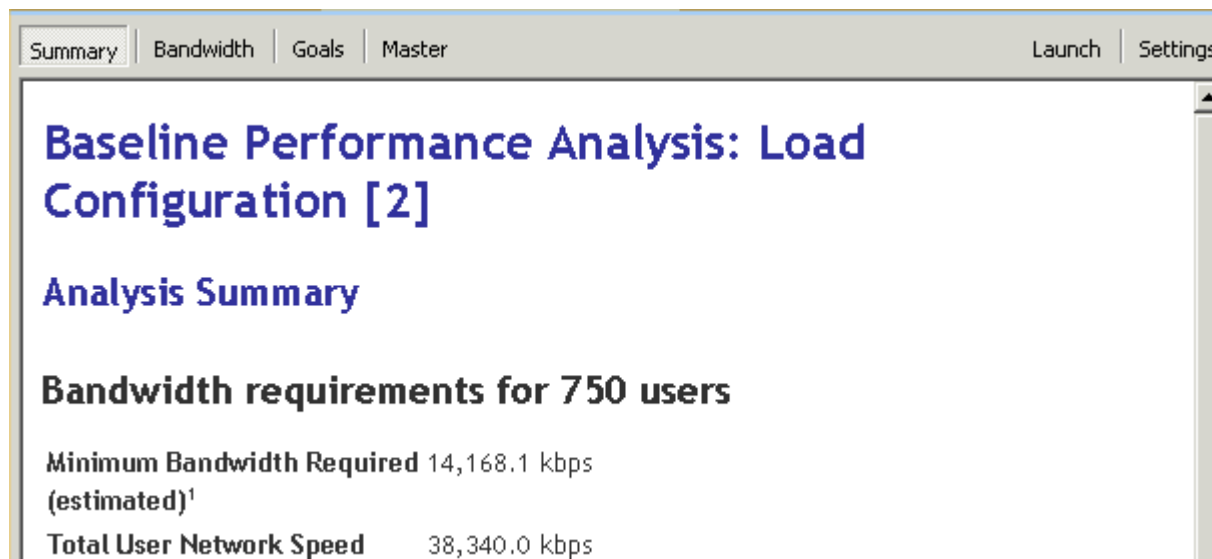 Summary Bandwidth Goals Master Launch Settings
Baseline Performance Analysis: Load
Configuration [2]
Analysis Summary
Bandwidth requirements for 750 users
Minimum Bandwidth Required 14,168.1 kbps
(estimated)¹
Total User Network Speed 38,340.0 kbps